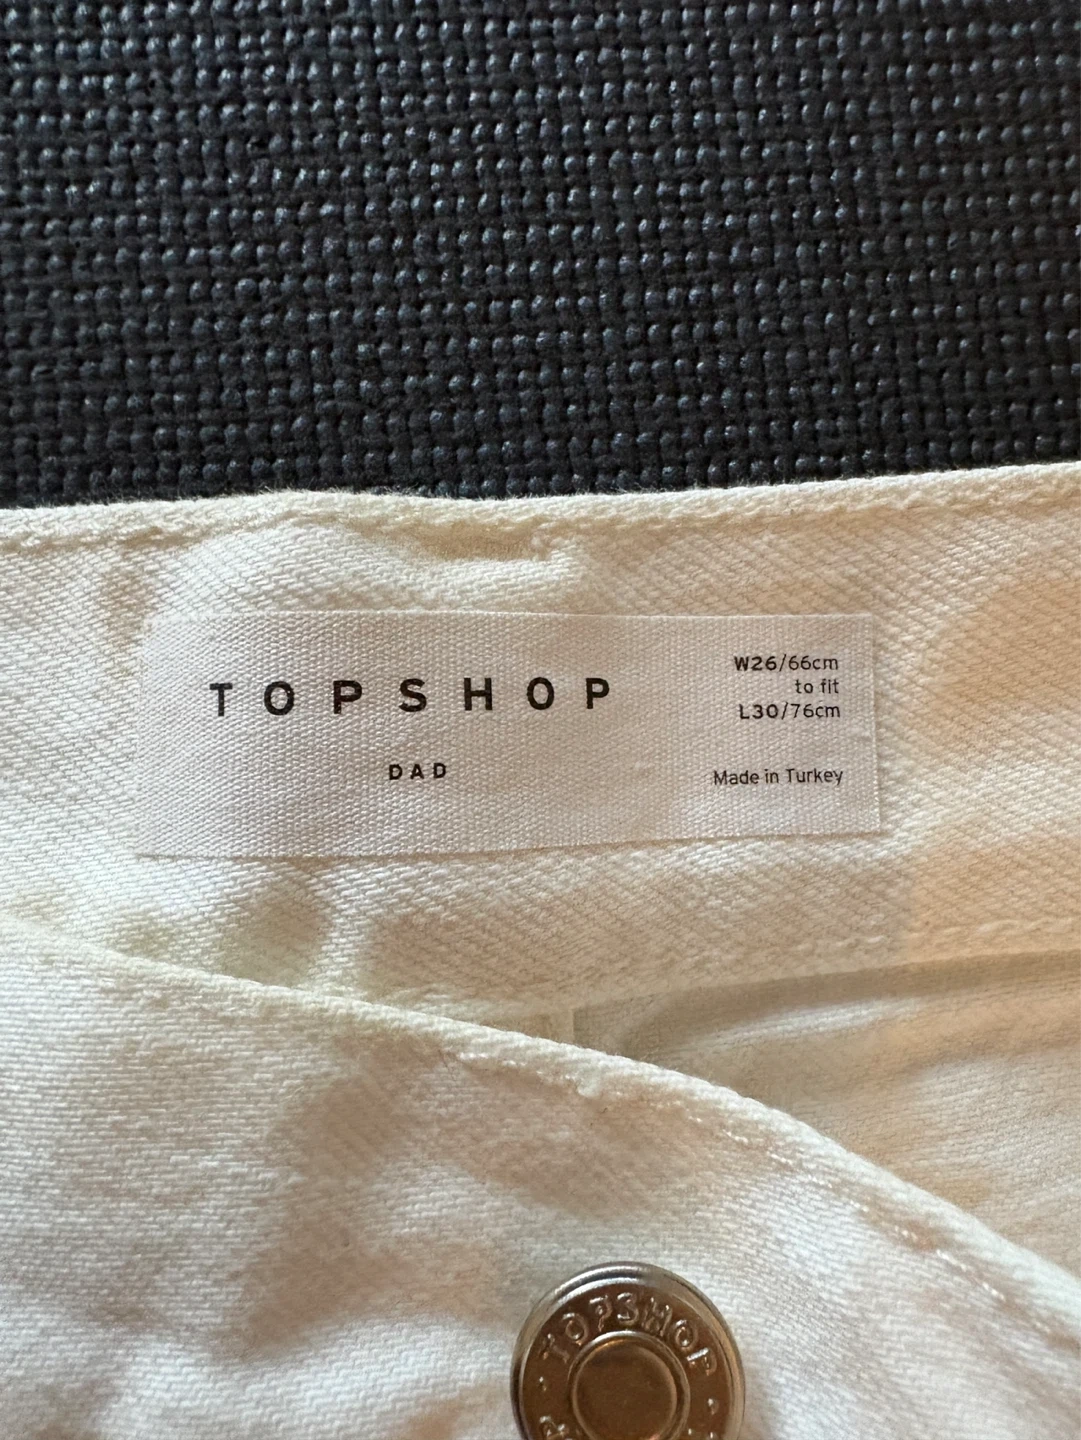 TOPSHOP
DAD
W26/66cm
to fit
L30/76cm
Made in Turkey
TOPSHOP